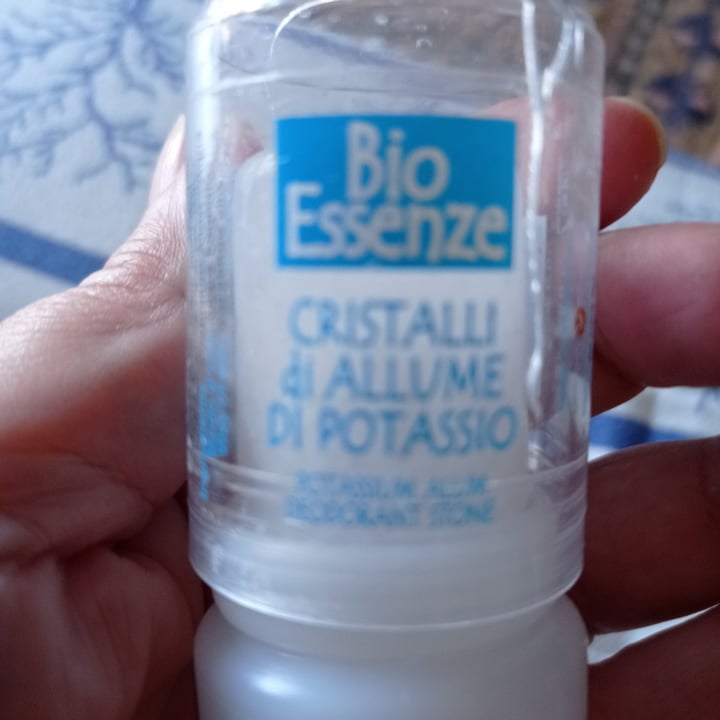 Bio
Essenze
CRISTALLI
di ALLUME
DI POTASSIO
POTASSIUM ALUM
DEODORANT STONE